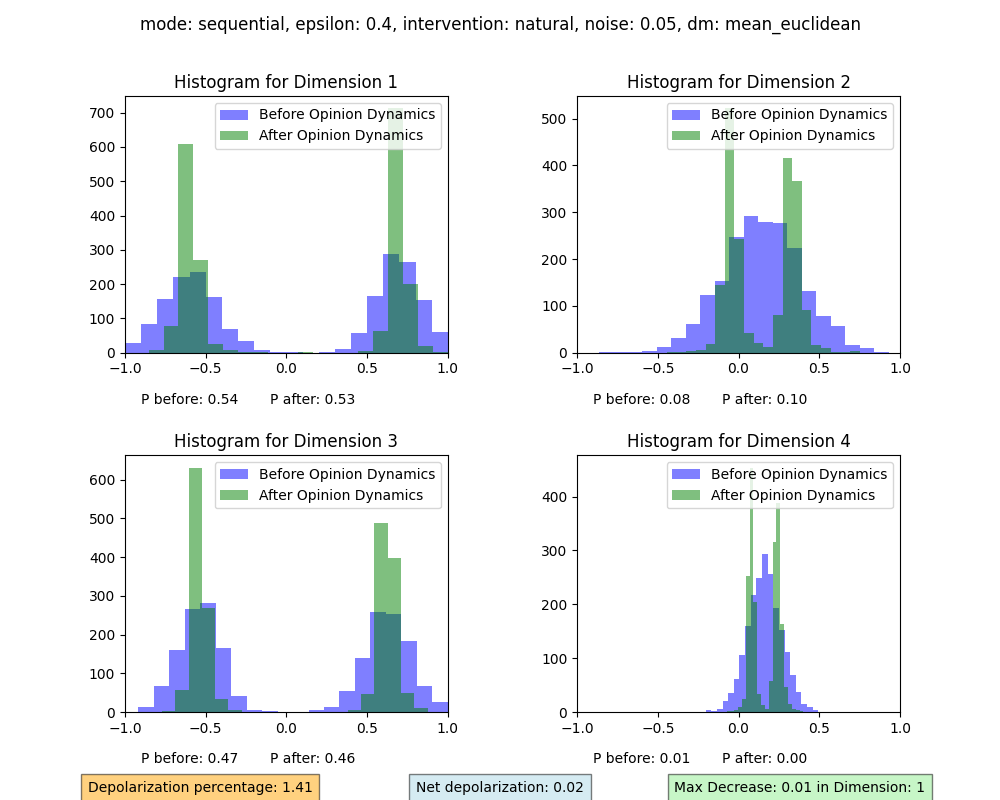 mode: sequential, epsilon: 0.4, intervention: natural, noise: 0.05, dm: mean_euclidean
Histogram for Dimension 1
Before Opinion Dynamics
After Opinion Dynamics
700
600
500
400
300
200
100
0
−1.0 −0.5 0.0 0.5 1.0
P before: 0.54 P after: 0.53
Histogram for Dimension 2
Before Opinion Dynamics
After Opinion Dynamics
500
400
300
200
100
0
−1.0 −0.5 0.0 0.5 1.0
P before: 0.08 P after: 0.10
Histogram for Dimension 3
Before Opinion Dynamics
After Opinion Dynamics
600
500
400
300
200
100
0
−1.0 −0.5 0.0 0.5 1.0
P before: 0.47 P after: 0.46
Histogram for Dimension 4
Before Opinion Dynamics
After Opinion Dynamics
400
300
200
100
0
−1.0 −0.5 0.0 0.5 1.0
P before: 0.01 P after: 0.00
Depolarization percentage: 1.41
Net depolarization: 0.02
Max Decrease: 0.01 in Dimension: 1